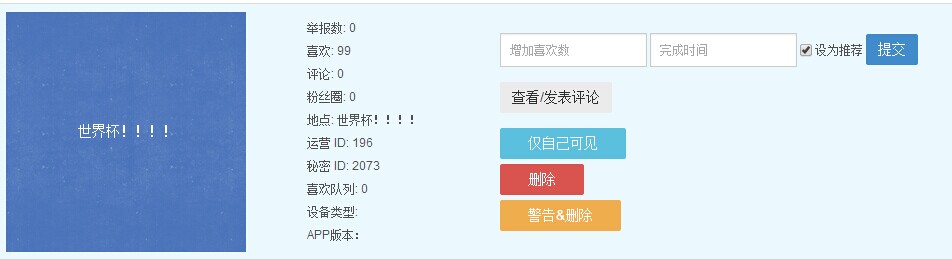 世界杯！！！！
举报数: 0
喜欢: 99
评论: 0
粉丝圈: 0
地点: 世界杯！！！！
运营 ID: 196
秘密 ID: 2073
喜欢队列: 0
设备类型:
APP版本:
增加喜欢数 完成时间 设为推荐 提交
查看/发表评论
仅自己可见
删除
警告&删除